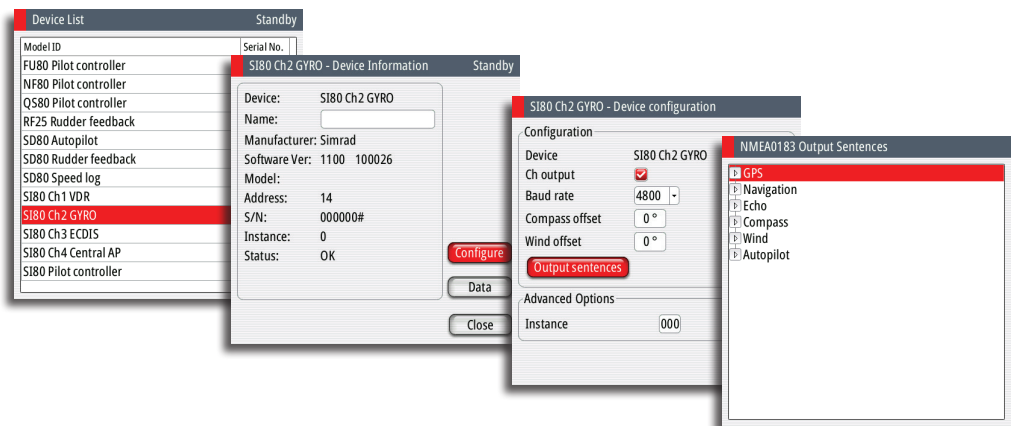 Device List Standby
Model ID Serial No.
FU80 Pilot controller
NF80 Pilot controller
QS80 Pilot controller
RF25 Rudder feedback
SD80 Autopilot
SD80 Rudder feedback
SD80 Speed log
SI80 Ch1 VDR
SI80 Ch2 GYRO
SI80 Ch3 ECDIS
SI80 Ch4 Central AP
SI80 Pilot controller
SI80 Ch2 GYRO - Device Information Standby
Device: SI80 Ch2 GYRO
Name:
Manufacturer: Simrad
Software Ver: 1100 100026
Model:
Address: 14
S/N: 000000#
Instance: 0
Status: OK
Configure
Data
Close
SI80 Ch2 GYRO - Device configuration
Configuration
Device SI80 Ch2 GYRO
Ch output
Baud rate 4800
Compass offset 0 °
Wind offset 0 °
Output sentences
Advanced Options
Instance 000
NMEA0183 Output Sentences
GPS
Navigation
Echo
Compass
Wind
Autopilot